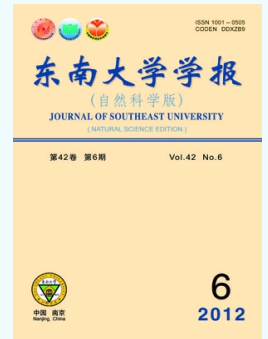 ISSN 1001-0505
CODEN DDXZB9
东南大学学报
(自然科学版)
JOURNAL OF SOUTHEAST UNIVERSITY
(NATURAL SCIENCE EDITION)
第42卷 第6期 Vol.42 No.6
6
中国 南京
Nanjing, China
2012